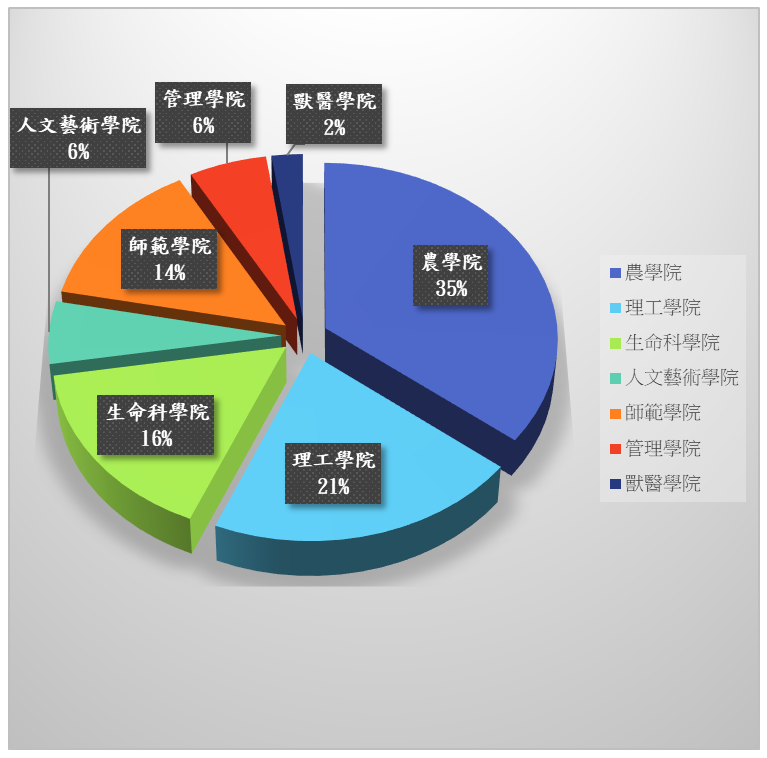 管理學院
6%
獸醫學院
2%
人文藝術學院
6%
師範學院
14%
農學院
35%
生命科學院
16%
理工學院
21%
農學院
理工學院
生命科學院
人文藝術學院
師範學院
管理學院
獸醫學院